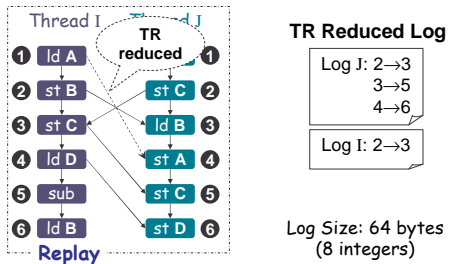 Thread I
J
TR
reduced
1 ld A 1
2 st B st C 2
3 st C ld B 3
4 ld D st A 4
5 sub st C 5
6 ld B st D 6
Replay
TR Reduced Log
Log J: 2→3
3→5
4→6
Log I: 2→3
Log Size: 64 bytes
(8 integers)